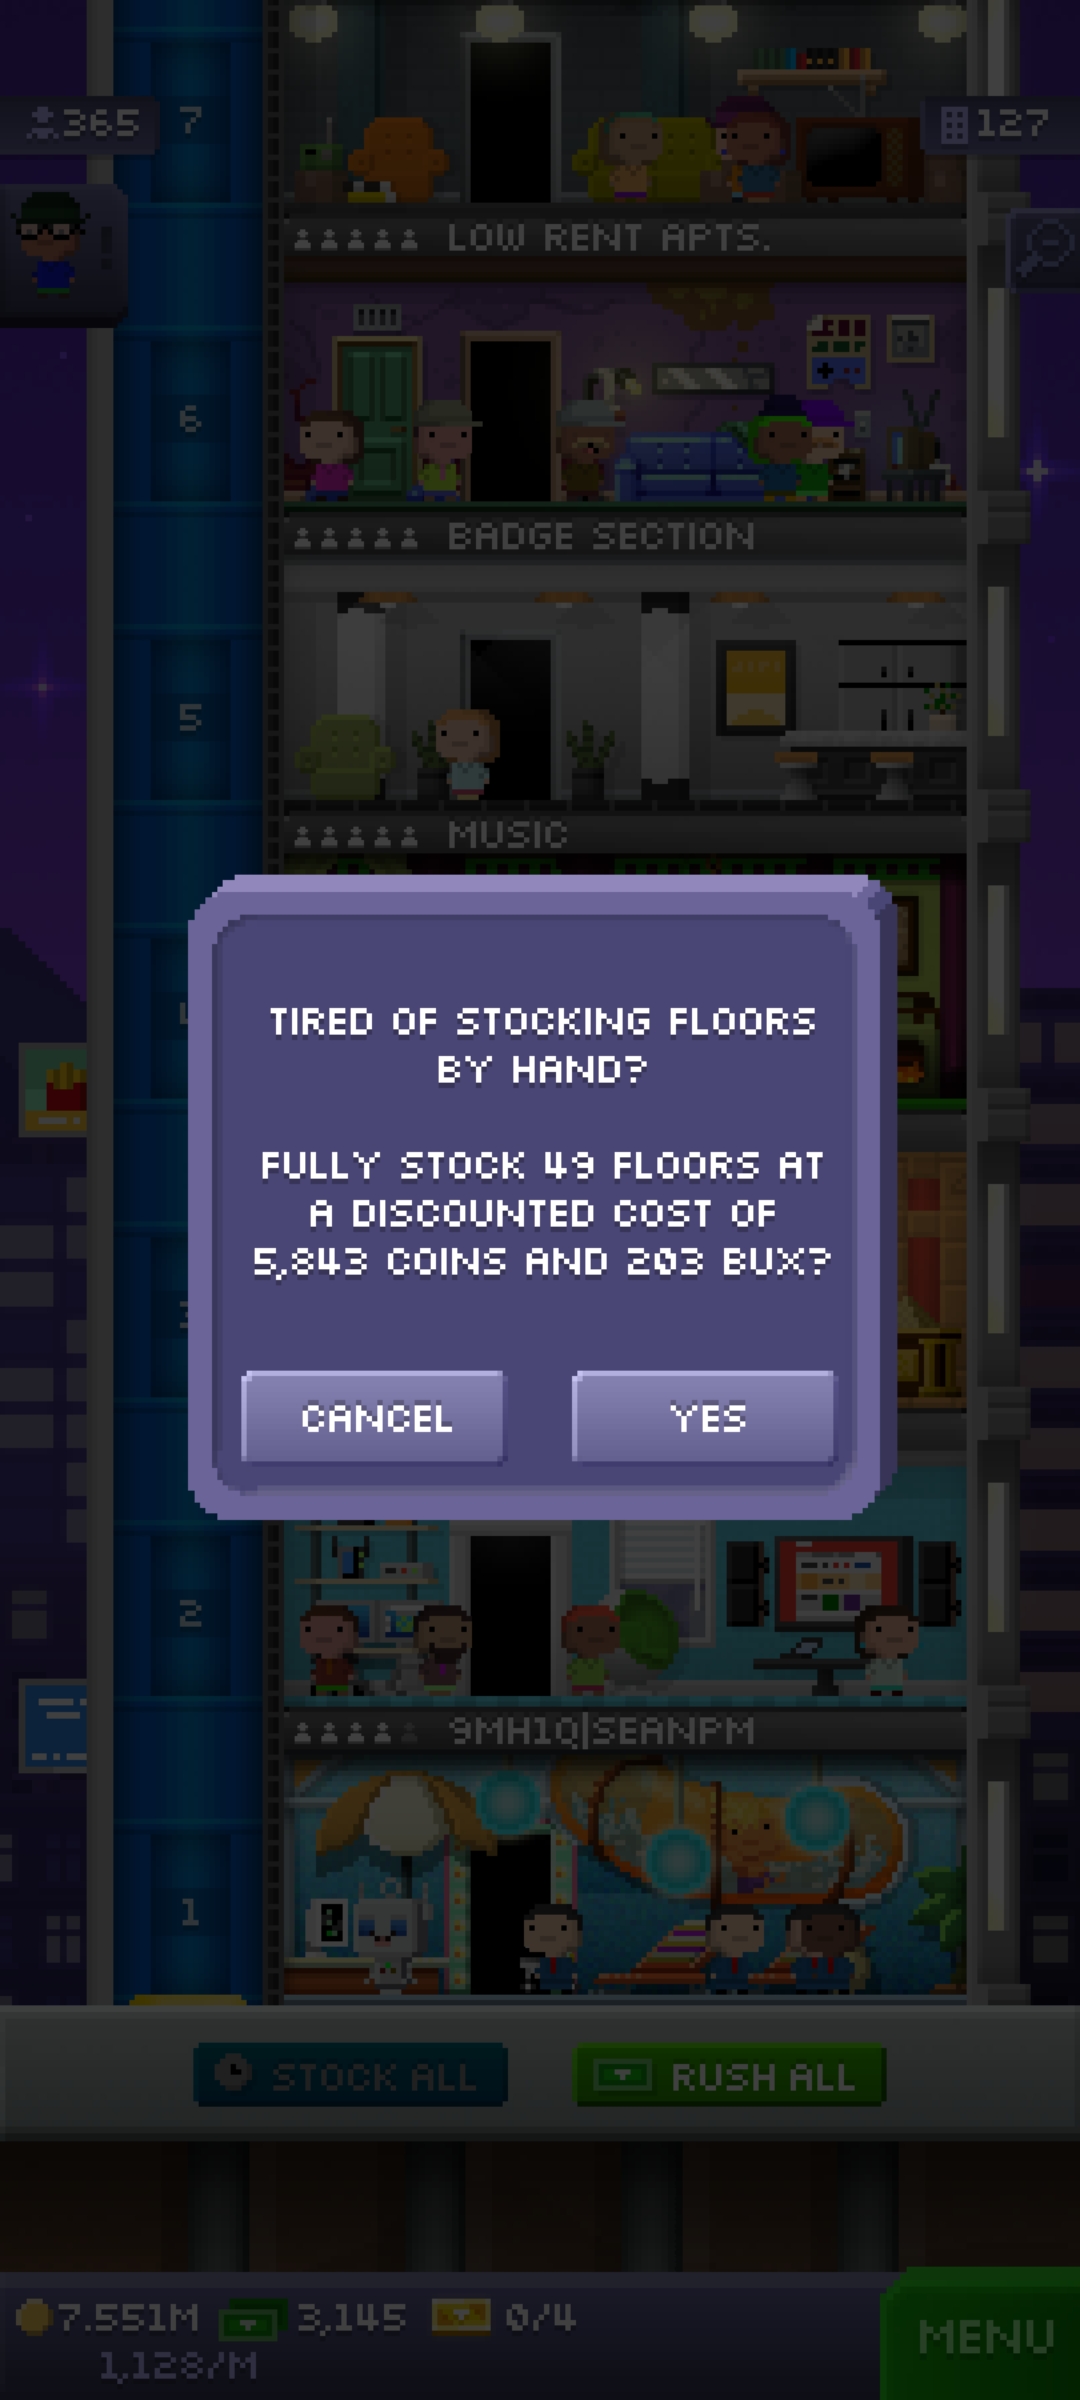 7
365
127
LOW RENT APTS.
6
BADGE SECTION
5
MUSIC
TIRED OF STOCKING FLOORS
BY HAND?
FULLY STOCK 49 FLOORS AT
A DISCOUNTED COST OF
5,843 COINS AND 203 BUX?
CANCEL
YES
2
9MH1Q|SEANPM
1
STOCK ALL
RUSH ALL
7.551M
3,145
0/4
MENU
1,128/M